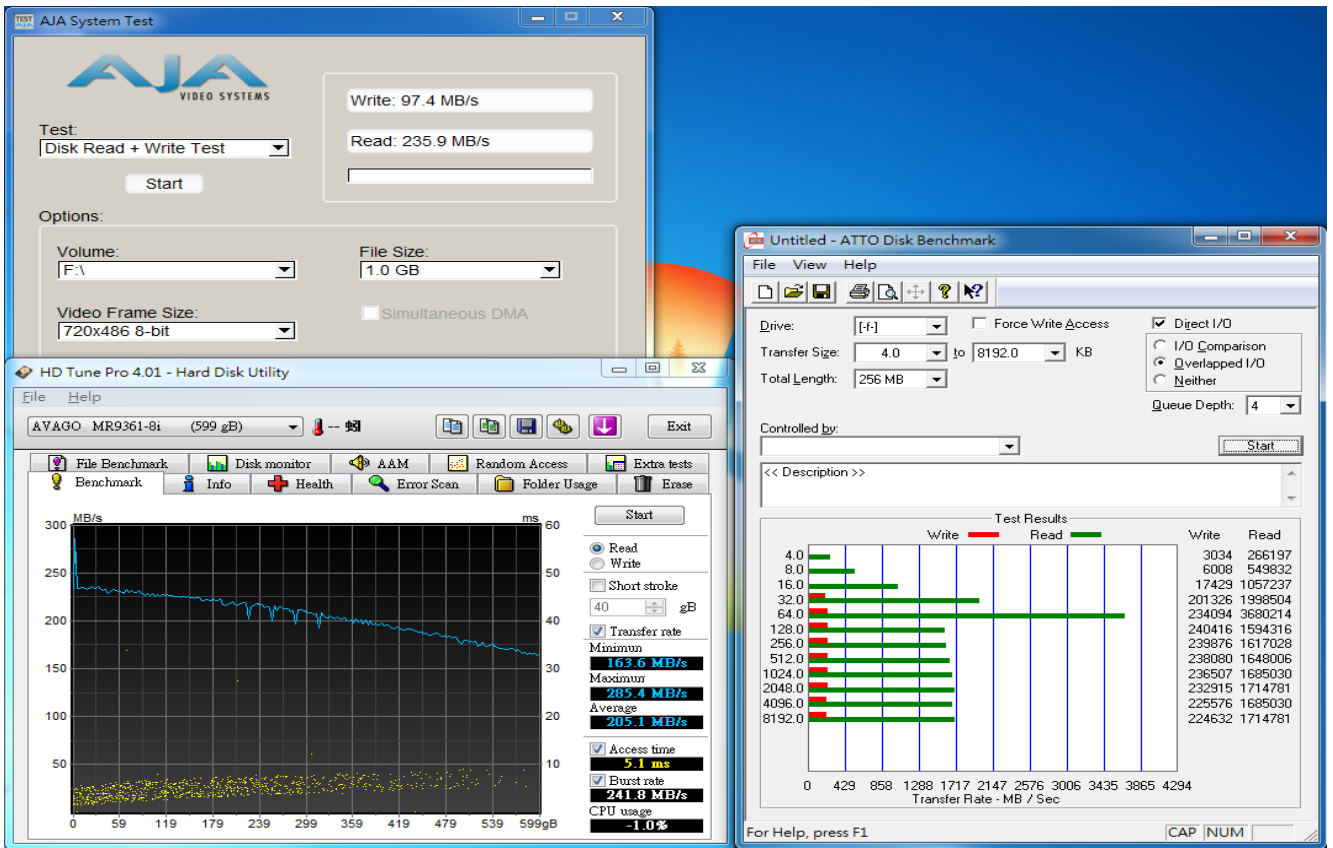 AJA System Test
AJA
VIDEO SYSTEMS
Write: 97.4 MB/s
Read: 235.9 MB/s
Test:
Disk Read + Write Test
Start
Options:
Volume:
F:\
File Size:
1.0 GB
Video Frame Size:
720x486 8-bit
Simultaneous DMA
HD Tune Pro 4.01 - Hard Disk Utility
File Help
AVAGO MR9361-8i (599 gB)
--
Exit
File Benchmark Disk monitor AAM Random Access Extra tests
Benchmark Info Health Error Scan Folder Usage Erase
MB/s
ms
300
250
200
150
100
50
60
50
40
30
20
10
0 59 119 179 239 299 359 419 479 539 599gB
Start
Read
Write
Short stroke
40 gB
Transfer rate
Minimum
163.6 MB/s
Maximum
285.4 MB/s
Average
205.1 MB/s
Access time
5.1 ms
Burst rate
241.8 MB/s
CPU usage
-1.0%
Untitled - ATTO Disk Benchmark
File View Help
Drive: [-f-] Force Write Access Direct I/O
Transfer Size: 4.0 to 8192.0 KB
Total Length: 256 MB
I/O Comparison
Overlapped I/O
Neither
Queue Depth: 4
Controlled by:
Start
<< Description >>
Test Results
Write Read Write Read
4.0 3034 266197
8.0 6008 549832
16.0 17429 1057237
32.0 201326 1998504
64.0 234094 3680214
128.0 240416 1594316
256.0 239876 1617028
512.0 238080 1648006
1024.0 236507 1685030
2048.0 232915 1714781
4096.0 225576 1685030
8192.0 224632 1714781
0 429 858 1288 1717 2147 2576 3006 3435 3865 4294
Transfer Rate - MB / Sec
For Help, press F1
CAP NUM